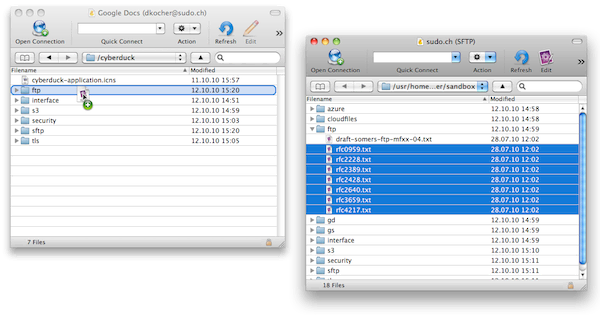 Google Docs (dkocher@sudo.ch)
Open Connection
Quick Connect
Action
Refresh
Edit
/cyberduck
Filename
Modified
cyberduck-application.icns
11.10.10 15:57
ftp
12.10.10 15:20
interface
12.10.10 14:51
s3
12.10.10 14:59
security
12.10.10 15:03
sftp
12.10.10 15:20
tls
12.10.10 15:05
7 Files
sudo.ch (SFTP)
Open Connection
Quick Connect
Action
Refresh
Edit
/usr/home...er/sandbox
Filename
Modified
azure
12.10.10 14:58
cloudfiles
12.10.10 14:58
ftp
12.10.10 14:59
draft-somers-ftp-mfxx-04.txt
28.07.10 12:02
rfc0959.txt
28.07.10 12:02
rfc2228.txt
28.07.10 12:02
rfc2389.txt
28.07.10 12:02
rfc2428.txt
28.07.10 12:02
rfc2640.txt
28.07.10 12:02
rfc3659.txt
28.07.10 12:02
rfc4217.txt
28.07.10 12:02
gd
12.10.10 14:59
gs
12.10.10 14:59
interface
12.10.10 14:59
s3
12.10.10 15:10
security
12.10.10 15:11
sftp
12.10.10 15:11
18 Files